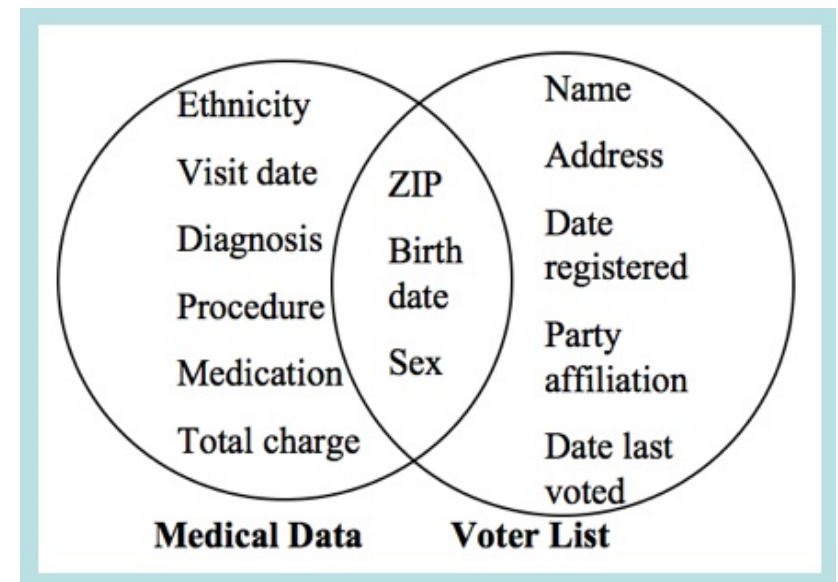 Ethnicity
Visit date
Diagnosis
Procedure
Medication
Total charge
ZIP
Birth
date
Sex
Name
Address
Date
registered
Party
affiliation
Date last
voted
Medical Data
Voter List